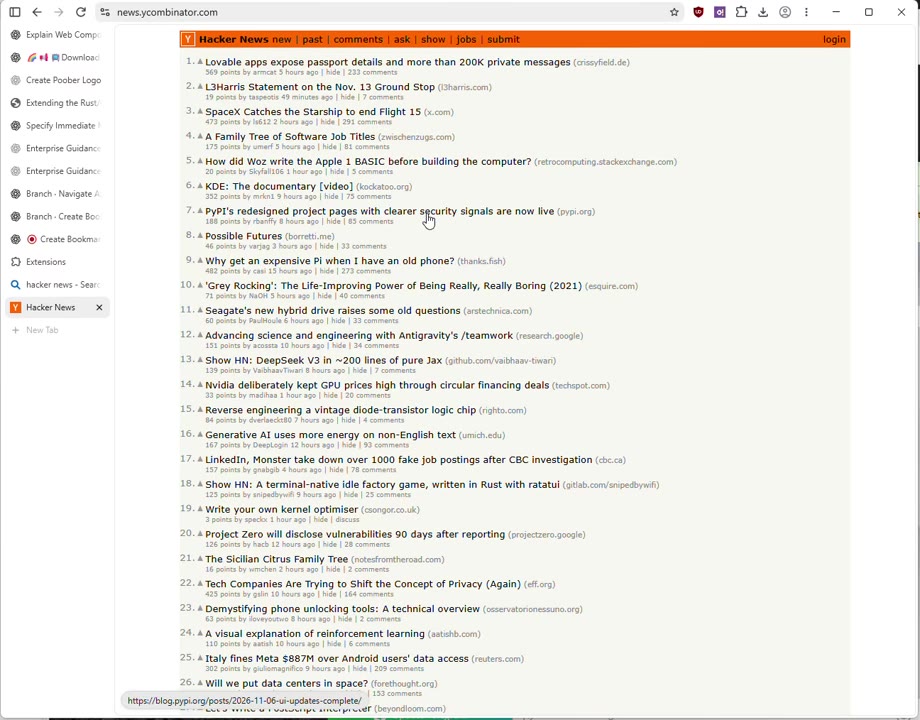 news.ycombinator.com
Explain Web Compo
Download
Create Poober Logo
Extending the Rust/
Specify Immediate
Enterprise Guidance
Enterprise Guidance
Branch - Navigate A
Branch - Create Boo
Create Bookma
Extensions
hacker news - Searc
Hacker News
New Tab
Y Hacker News new | past | comments | ask | show | jobs | submit login
1. Lovable apps expose passport details and more than 200K private messages (crissyfield.de)
569 points by armcat 5 hours ago | hide | 233 comments
2. L3Harris Statement on the Nov. 13 Ground Stop (l3harris.com)
19 points by taspeotis 49 minutes ago | hide | 7 comments
3. SpaceX Catches the Starship to end Flight 15 (x.com)
473 points by ls612 2 hours ago | hide | 291 comments
4. A Family Tree of Software Job Titles (zwischenzugs.com)
175 points by umerf 5 hours ago | hide | 81 comments
5. How did Woz write the Apple 1 BASIC before building the computer? (retrocomputing.stackexchange.com)
20 points by Skyfall106 1 hour ago | hide | 5 comments
6. KDE: The documentary [video] (kockatoo.org)
352 points by mrkn1 9 hours ago | hide | 75 comments
7. PyPI's redesigned project pages with clearer security signals are now live (pypi.org)
188 points by rbanffy 8 hours ago | hide | 85 comments
8. Possible Futures (borretti.me)
46 points by varjag 3 hours ago | hide | 33 comments
9. Why get an expensive Pi when I have an old phone? (thanks.fish)
482 points by casi 15 hours ago | hide | 273 comments
10. 'Grey Rocking': The Life-Improving Power of Being Really, Really Boring (2021) (esquire.com)
71 points by NaOH 5 hours ago | hide | 40 comments
11. Seagate's new hybrid drive raises some old questions (arstechnica.com)
60 points by PaulHoule 6 hours ago | hide | 33 comments
12. Advancing science and engineering with Antigravity's /teamwork (research.google)
151 points by acossta 10 hours ago | hide | 34 comments
13. Show HN: DeepSeek V3 in ~200 lines of pure Jax (github.com/vaibhaav-tiwari)
139 points by VaibhaavTiwari 8 hours ago | hide | 7 comments
14. Nvidia deliberately kept GPU prices high through circular financing deals (techspot.com)
33 points by madihaa 1 hour ago | hide | 20 comments
15. Reverse engineering a vintage diode-transistor logic chip (righto.com)
84 points by dverlaeckt80 7 hours ago | hide | 4 comments
16. Generative AI uses more energy on non-English text (umich.edu)
167 points by DeepLogin 12 hours ago | hide | 93 comments
17. LinkedIn, Monster take down over 1000 fake job postings after CBC investigation (cbc.ca)
157 points by gnabgib 4 hours ago | hide | 78 comments
18. Show HN: A terminal-native idle factory game, written in Rust with ratatui (gitlab.com/snipedbywifi)
125 points by snipedbywifi 9 hours ago | hide | 25 comments
19. Write your own kernel optimiser (csongor.co.uk)
3 points by speckx 1 hour ago | hide | discuss
20. Project Zero will disclose vulnerabilities 90 days after reporting (projectzero.google)
126 points by hacb 12 hours ago | hide | 28 comments
21. The Sicilian Citrus Family Tree (notesfromtheroad.com)
16 points by wmchen 2 hours ago | hide | 2 comments
22. Tech Companies Are Trying to Shift the Concept of Privacy (Again) (eff.org)
425 points by gslin 10 hours ago | hide | 164 comments
23. Demystifying phone unlocking tools: A technical overview (osservatorionessuno.org)
63 points by iloveyoutwo 8 hours ago | hide | 2 comments
24. A visual explanation of reinforcement learning (aatishb.com)
110 points by aatish 10 hours ago | hide | 6 comments
25. Italy fines Meta $887M over Android users' data access (reuters.com)
302 points by giuliomagnifico 9 hours ago | hide | 209 comments
26. Will we put data centers in space? (forethought.org)
153 comments
https://blog.pypi.org/posts/2026-11-06-ui-updates-complete/
Let's write a PostScript Interpreter (beyondloom.com)